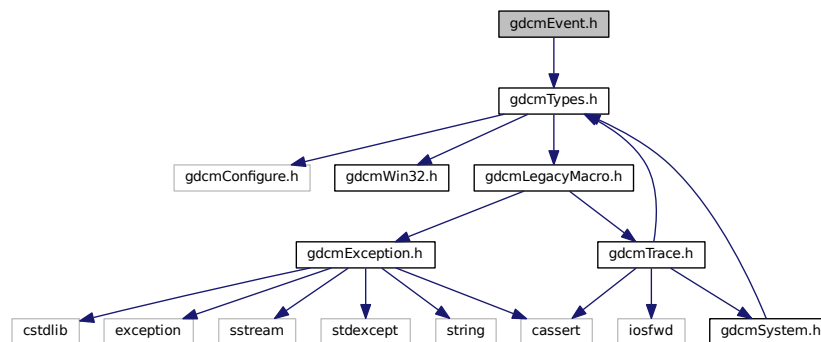 gdcmEvent.h
gdcmTypes.h
gdcmConfigure.h
gdcmWin32.h
gdcmLegacyMacro.h
gdcmException.h
gdcmTrace.h
cstdlib
exception
sstream
stdexcept
string
cassert
iosfwd
gdcmSystem.h